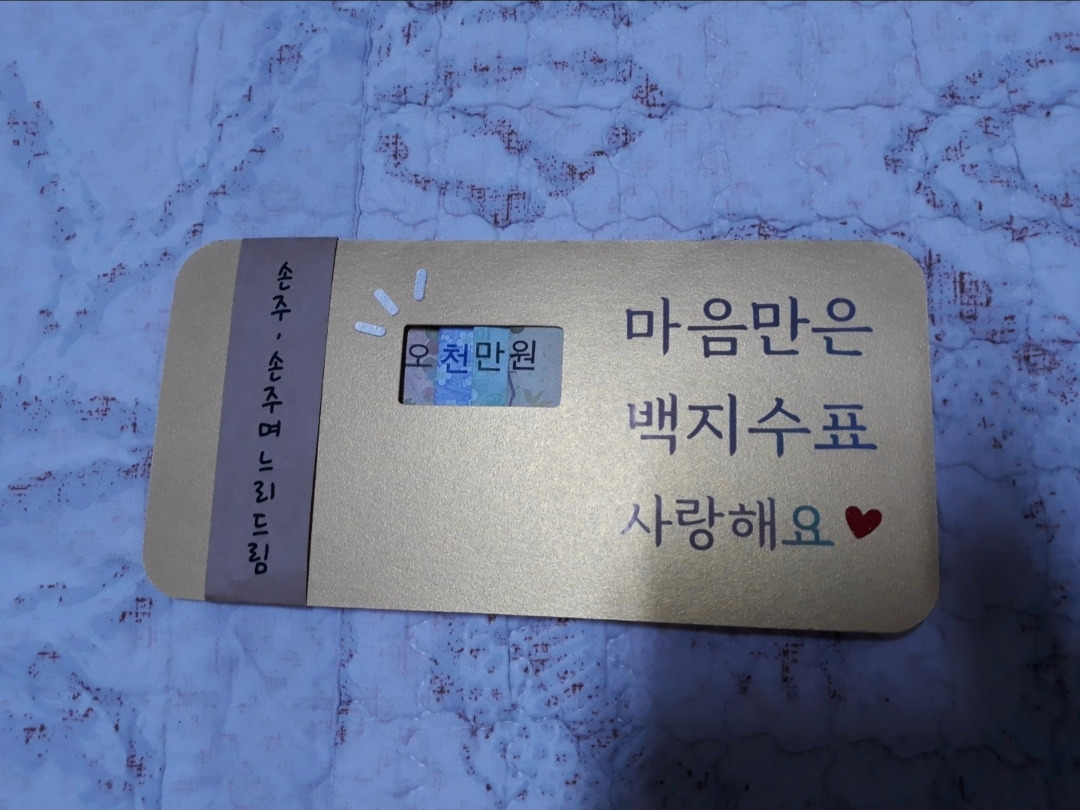 손주, 손주며느리드림
오천만원
마음만은
백지수표
사랑해요